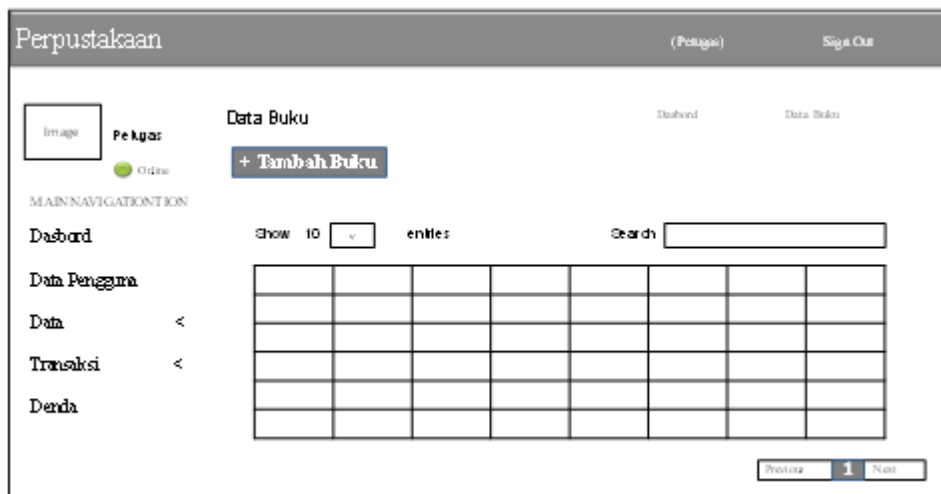 Perpustakaan (Petugas) Sign Out
Image
Petugas
Online
MAIN NAVIGATIONTION
Dasbord
Data Pengguna
Data <
Transaksi <
Denda
Data Buku Dasbord Data Buku
+ Tambah Buku
Show 10 v entries Search
Previous 1 Next